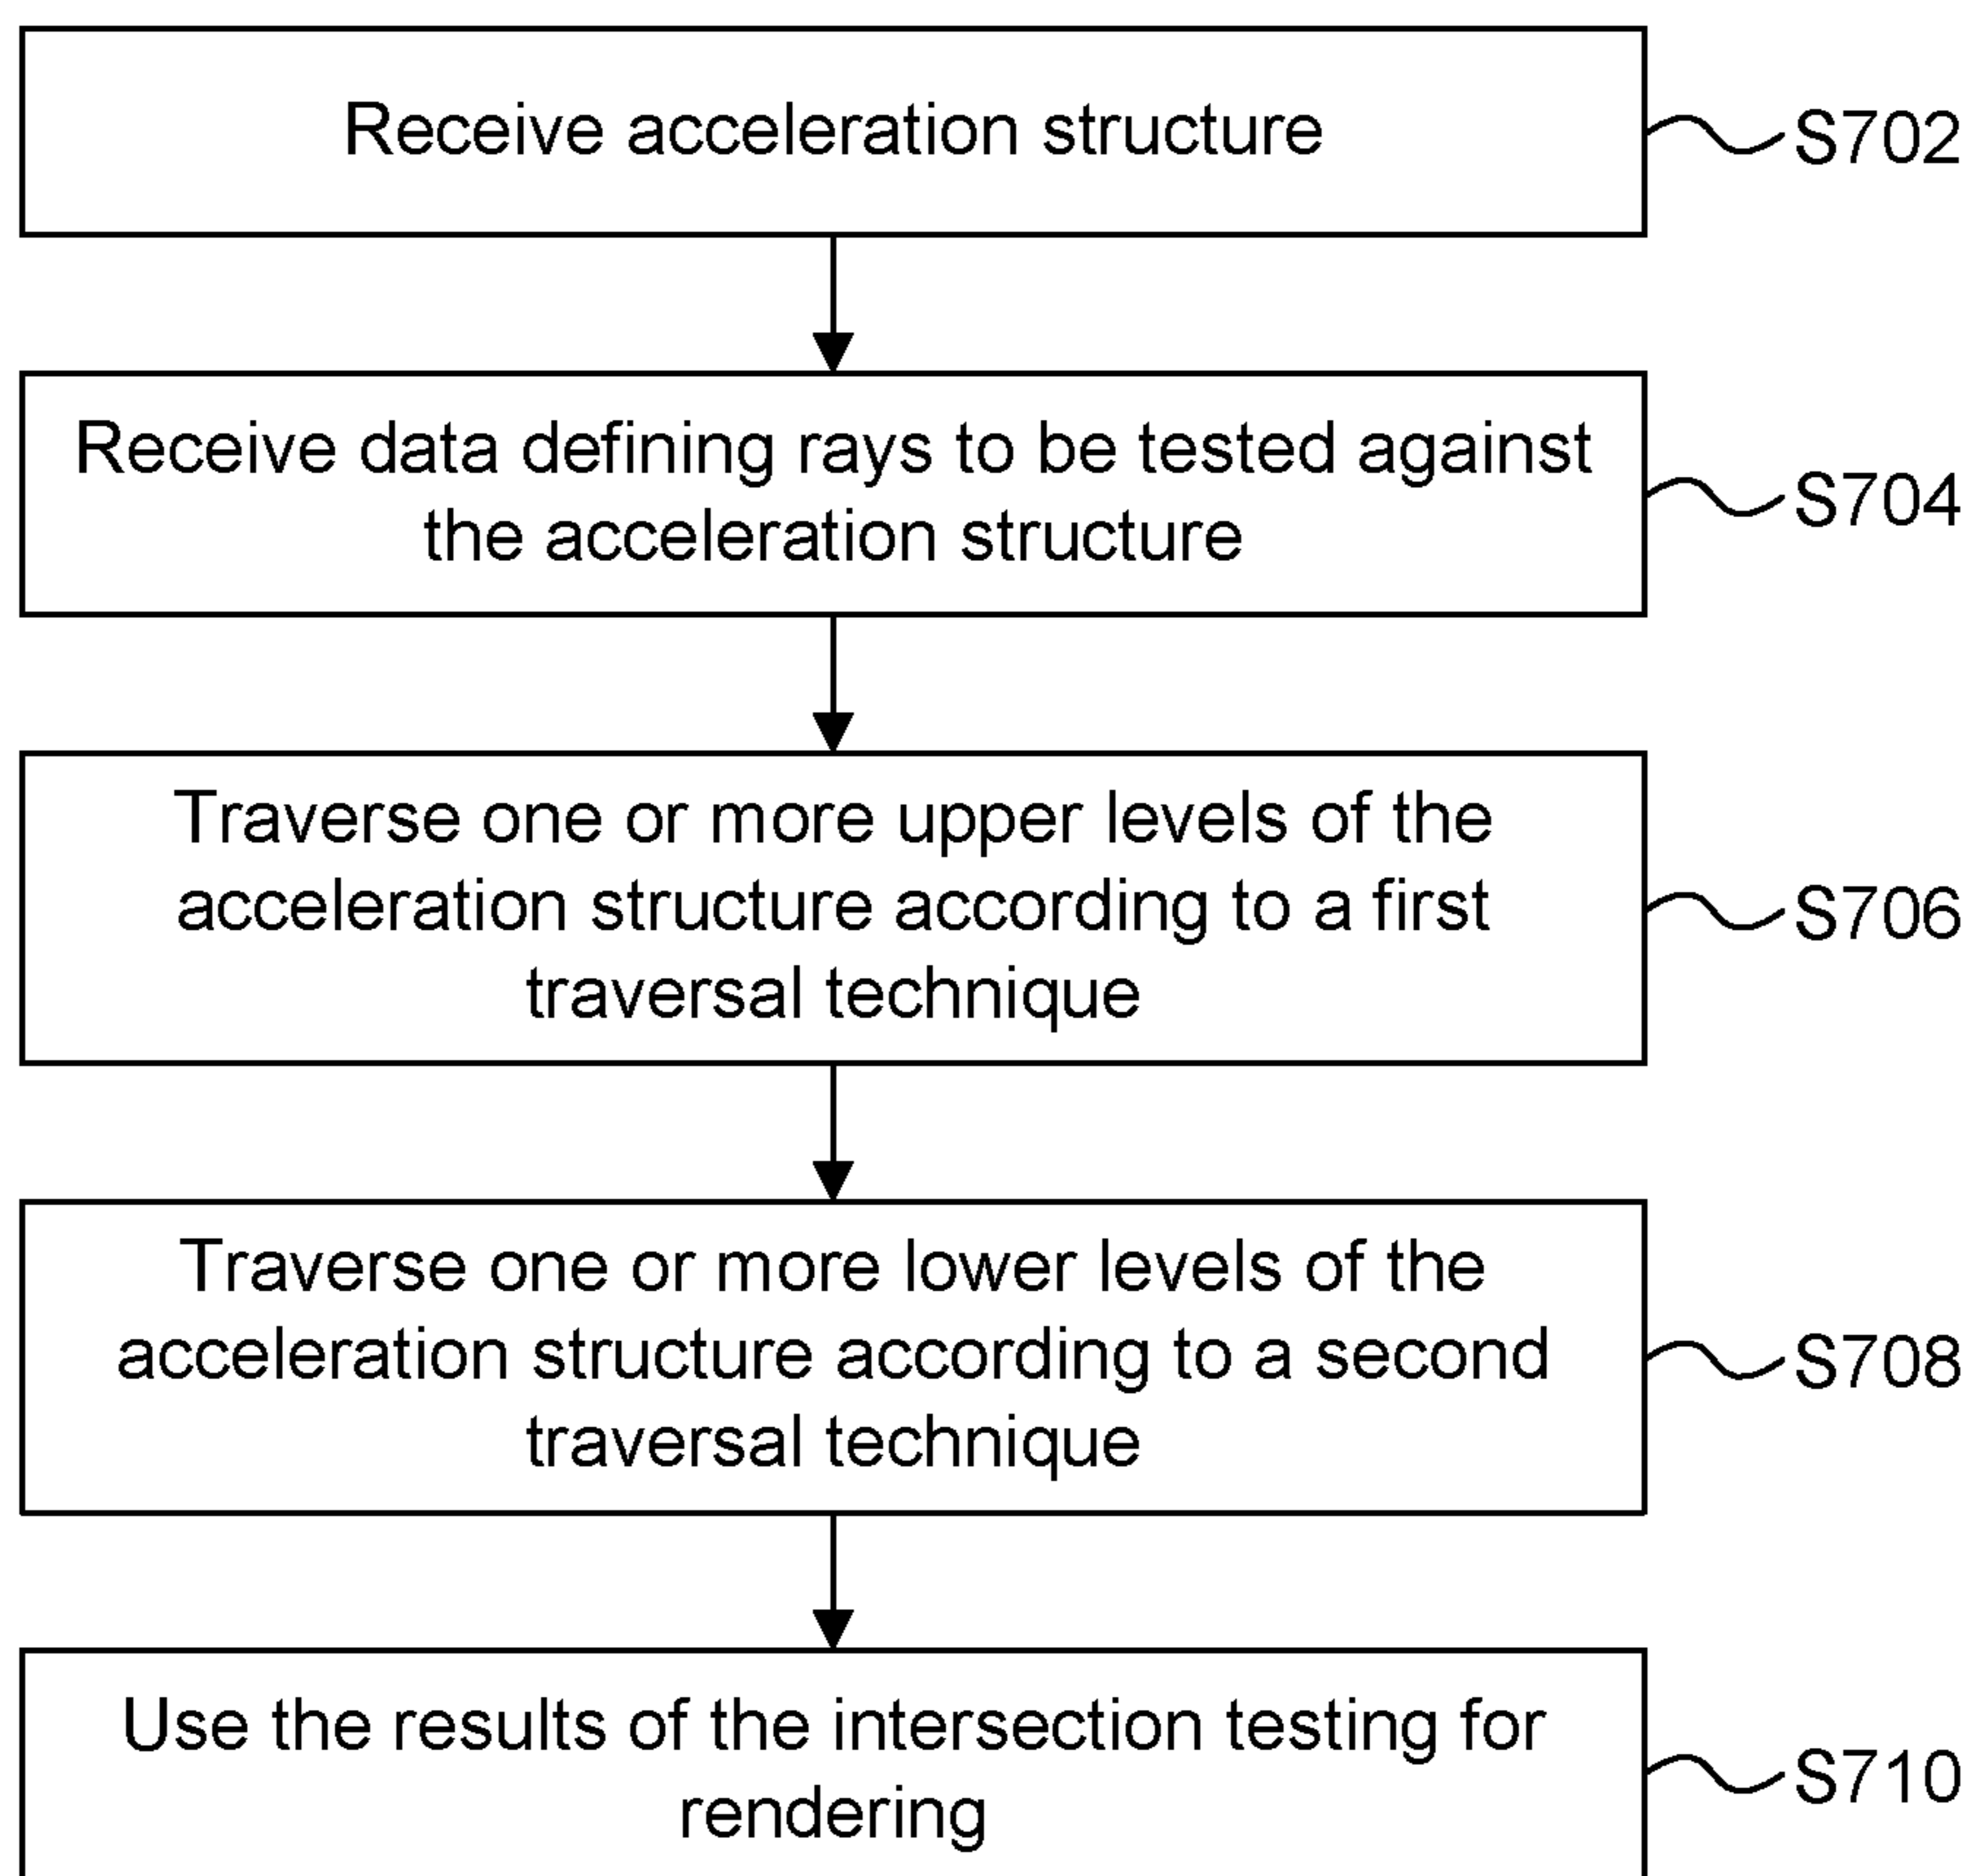 Receive acceleration structure
S702
Receive data defining rays to be tested against
the acceleration structure
S704
Traverse one or more upper levels of the
acceleration structure according to a first
traversal technique
S706
Traverse one or more lower levels of the
acceleration structure according to a second
traversal technique
S708
Use the results of the intersection testing for
rendering
S710